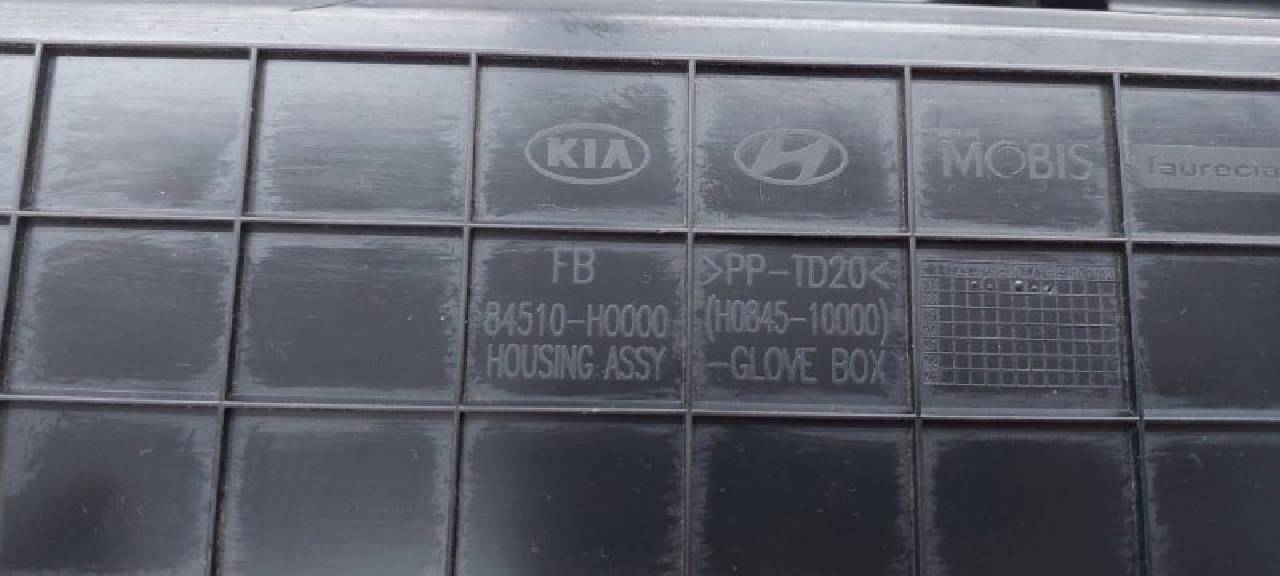 KIA
MOBIS
faurecia
FB
84510-H0000
HOUSING ASSY
>PP-TD20<
(H0845-10000)
-GLOVE BOX